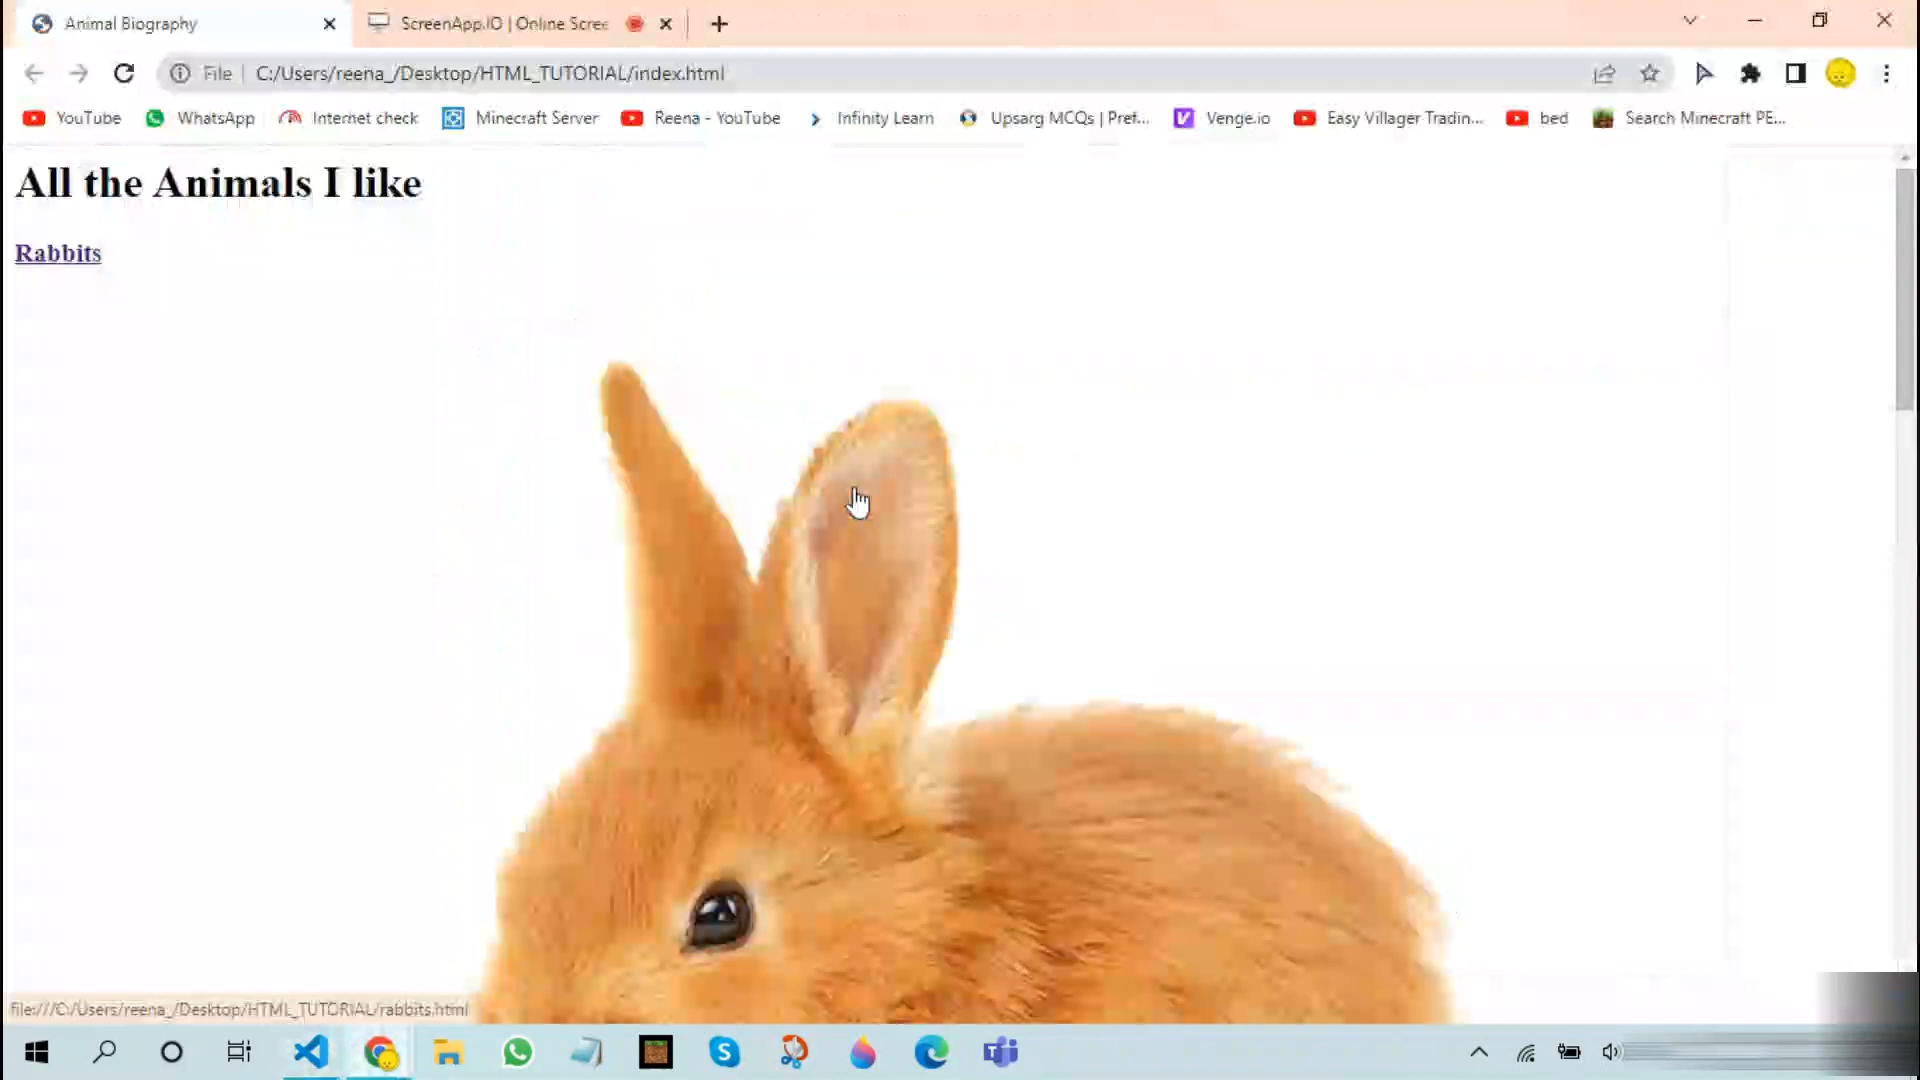 Animal Biography
ScreenApp.IO | Online Scree
File C:/Users/reena_/Desktop/HTML_TUTORIAL/index.html
YouTube WhatsApp Internet check Minecraft Server Reena - YouTube Infinity Learn Upsarg MCQs | Pref... Venge.io Easy Villager Tradin... bed Search Minecraft PE...
All the Animals I like
Rabbits
file:///C:/Users/reena_/Desktop/HTML_TUTORIAL/rabbits.html